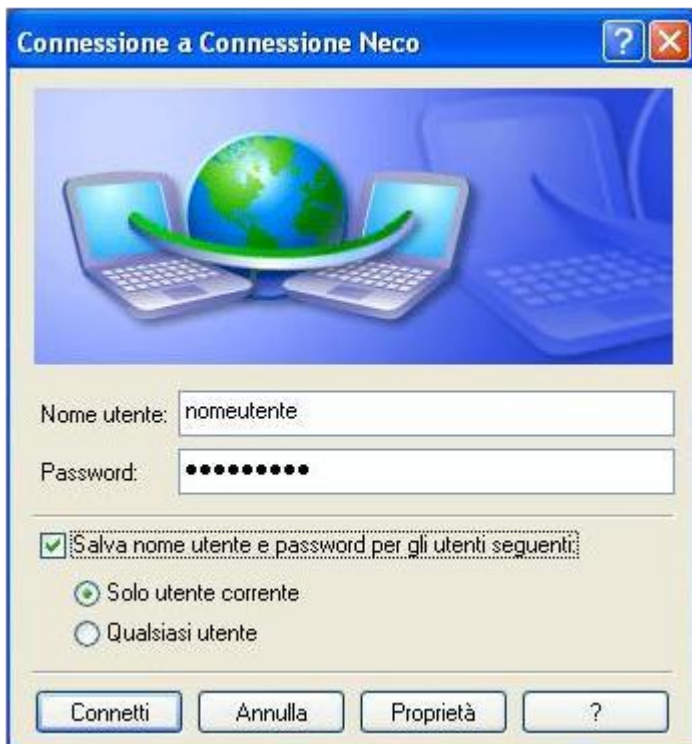 Connessione a Connessione Neco ?
Nome utente: nomeutente
Password: •••••••••
Salva nome utente e password per gli utenti seguenti:
Solo utente corrente
Qualsiasi utente
Connetti Annulla Proprietà ?